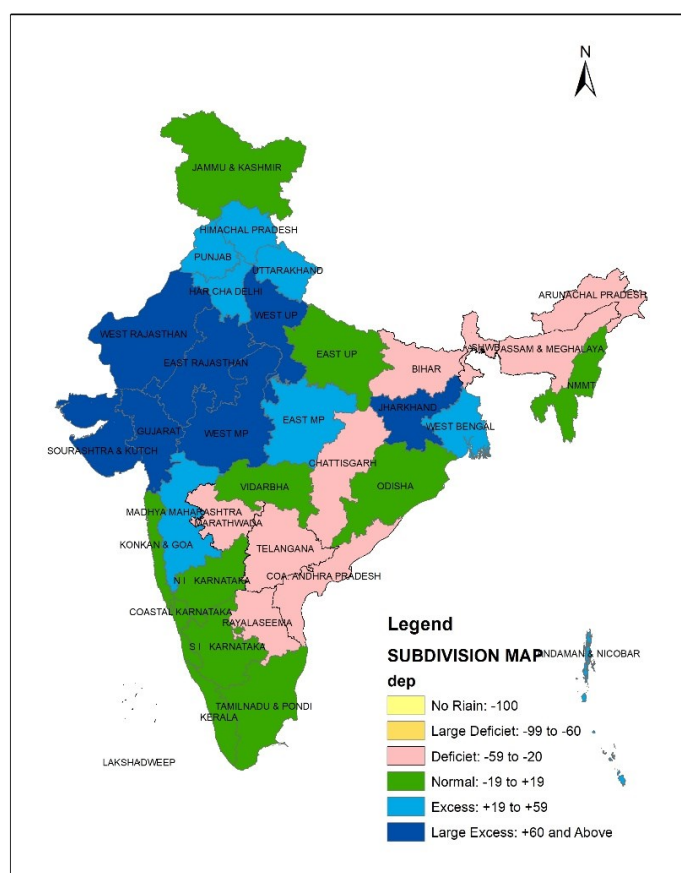 N
JAMMU & KASHMIR
HIMACHAL PRADESH
PUNJAB
UTTARAKHAND
HAR CHA DELHI
ARUNACHAL PRADESH
WEST UP
WEST RAJASTHAN
ASHWB
ASSAM & MEGHALAYA
EAST UP
EAST RAJASTHAN
BIHAR
NMMT
JHARKHAND
EAST MP
WEST BENGAL
GUJARAT
WEST MP
SOURASHTRA & KUTCH
CHATTISGARH
VIDARBHA
ODISHA
MADHYA MAHARASHTRA
MARATHWADA
KONKAN & GOA
TELANGANA
N I KARNATAKA
COA. ANDHRA PRADESH
COASTAL KARNATAKA
RAYALASEEMA
S I KARNATAKA
NDAMAN & NICOBAR
TAMILNADU & PONDI
KERALA
LAKSHADWEEP
Legend
SUBDIVISION MAP
dep
No Riain: -100
Large Deficiet: -99 to -60
Deficiet: -59 to -20
Normal: -19 to +19
Excess: +19 to +59
Large Excess: +60 and Above